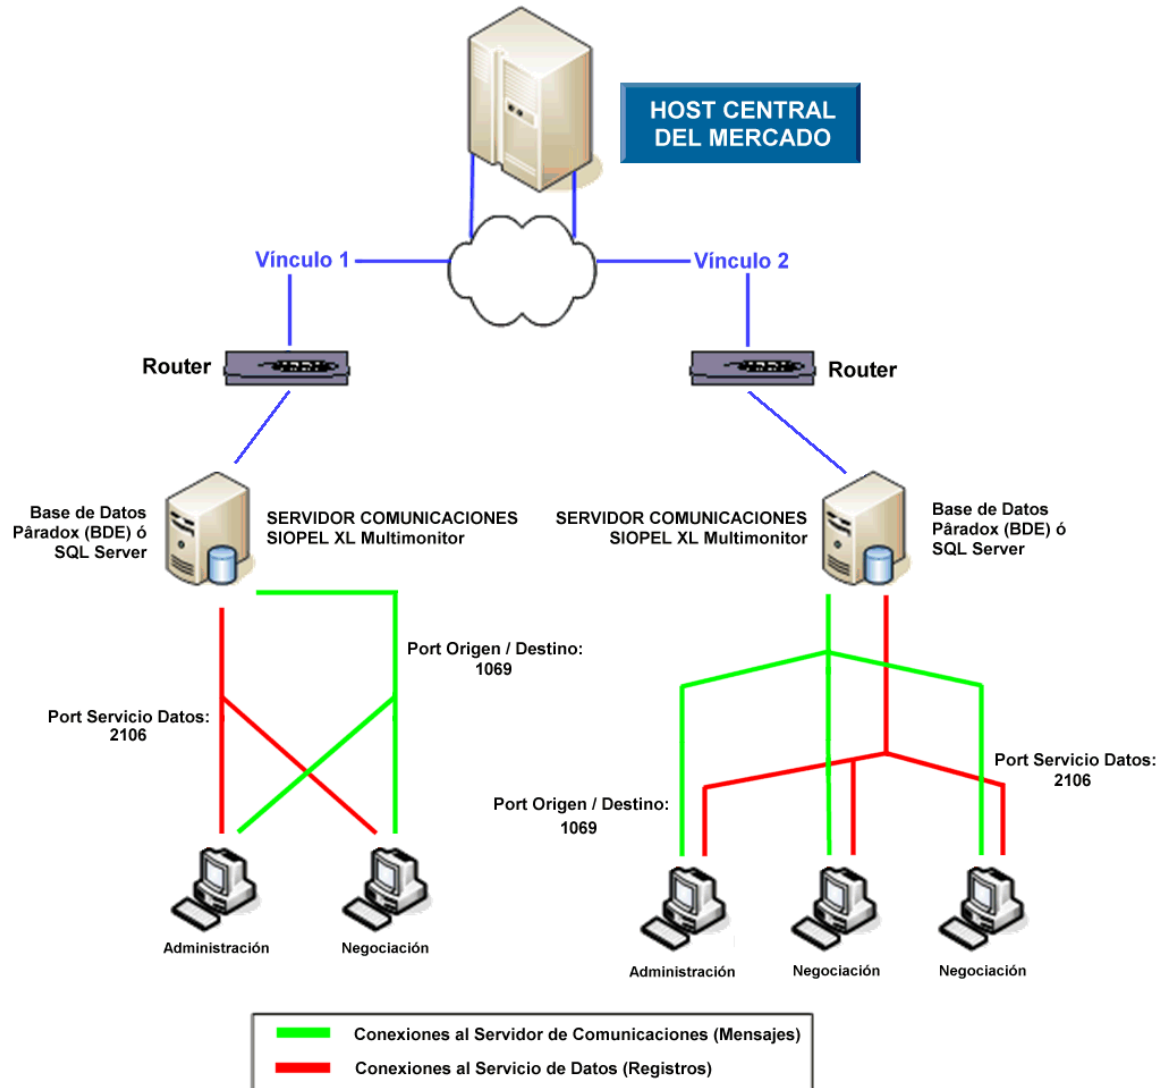 HOST CENTRAL
DEL MERCADO
Vínculo 1
Vínculo 2
Router
Router
Base de Datos
Pâradox (BDE) ó
SQL Server
SERVIDOR COMUNICACIONES
SIOPEL XL Multimonitor
SERVIDOR COMUNICACIONES
SIOPEL XL Multimonitor
Base de Datos
Pâradox (BDE) ó
SQL Server
Port Origen / Destino:
1069
Port Servicio Datos:
2106
Port Servicio Datos:
2106
Port Origen / Destino:
1069
Administración
Negociación
Administración
Negociación
Negociación
Conexiones al Servidor de Comunicaciones (Mensajes)
Conexiones al Servicio de Datos (Registros)